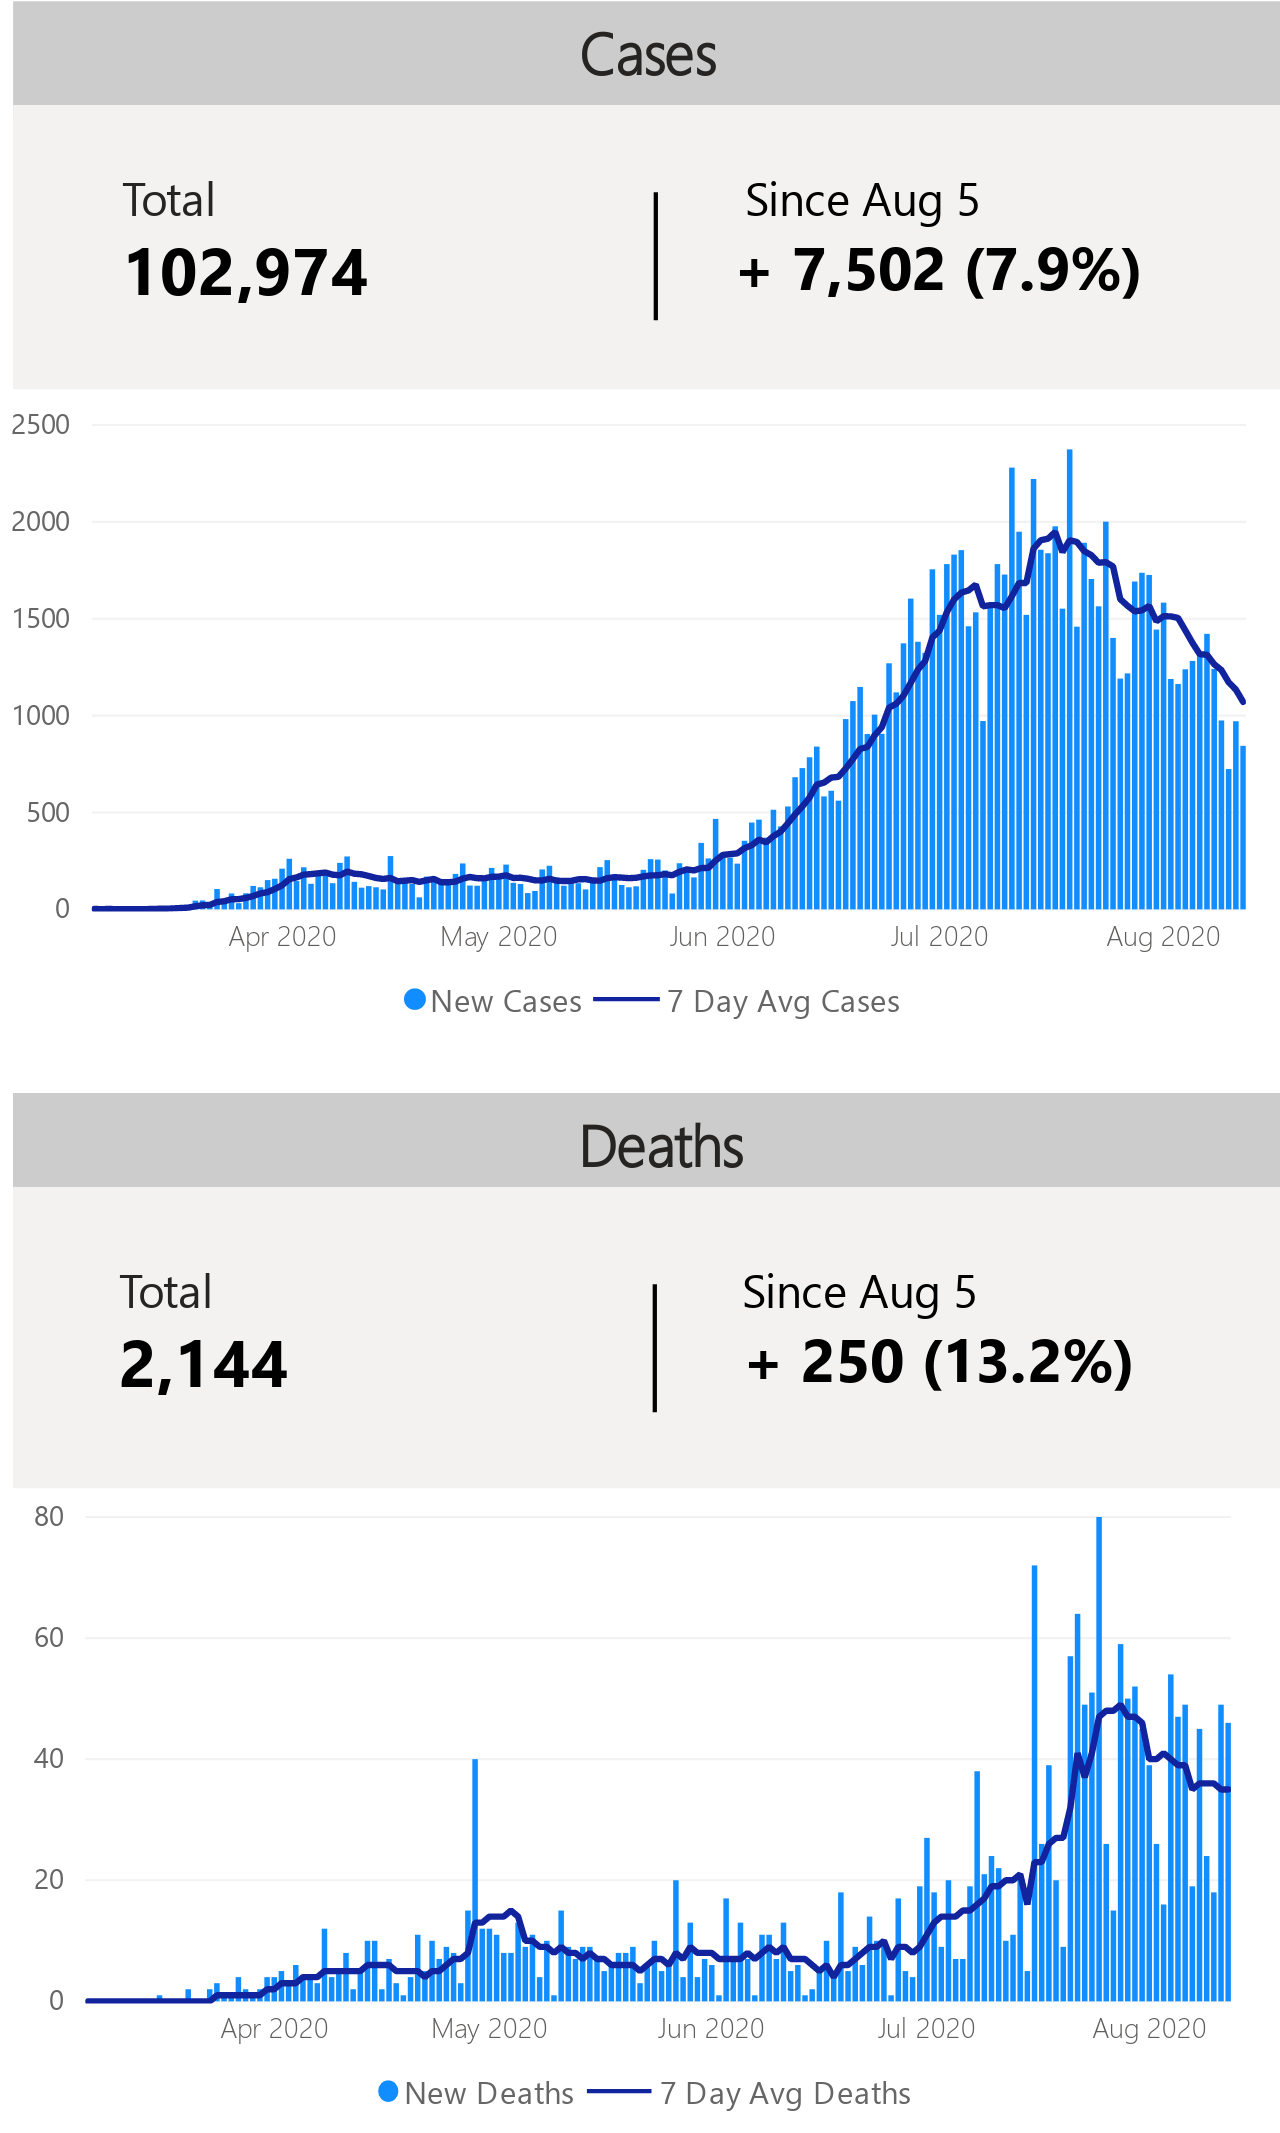 Cases
Total
Since Aug 5
102,974
+ 7,502 (7.9%)
2500
2000
1500
1000
500
0
Apr 2020
May 2020
Jun 2020
Jul 2020
Aug 2020
New Cases
7 Day Avg Cases
Deaths
Total
Since Aug 5
2,144
+ 250 (13.2%)
80
60
40
20
0
Apr 2020
May 2020
Jun 2020
Jul 2020
Aug 2020
New Deaths
7 Day Avg Deaths